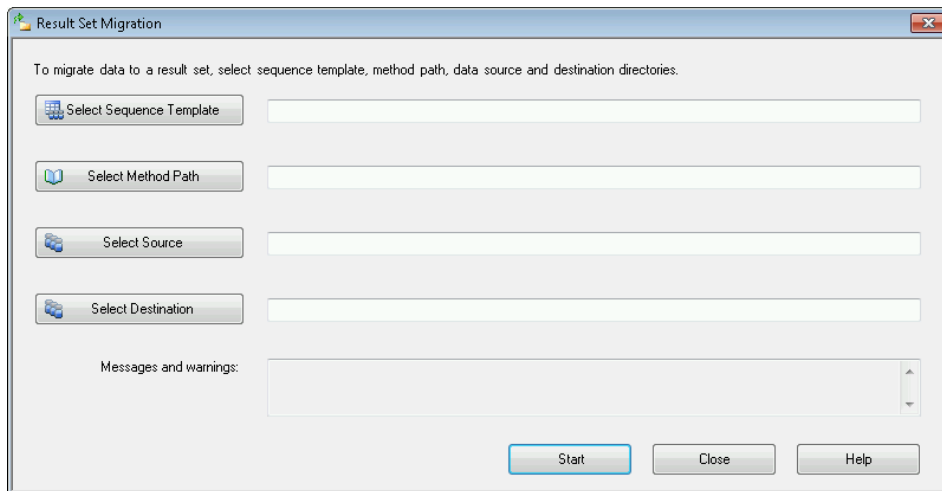 Result Set Migration
To migrate data to a result set, select sequence template, method path, data source and destination directories.
Select Sequence Template
Select Method Path
Select Source
Select Destination
Messages and warnings:
Start Close Help